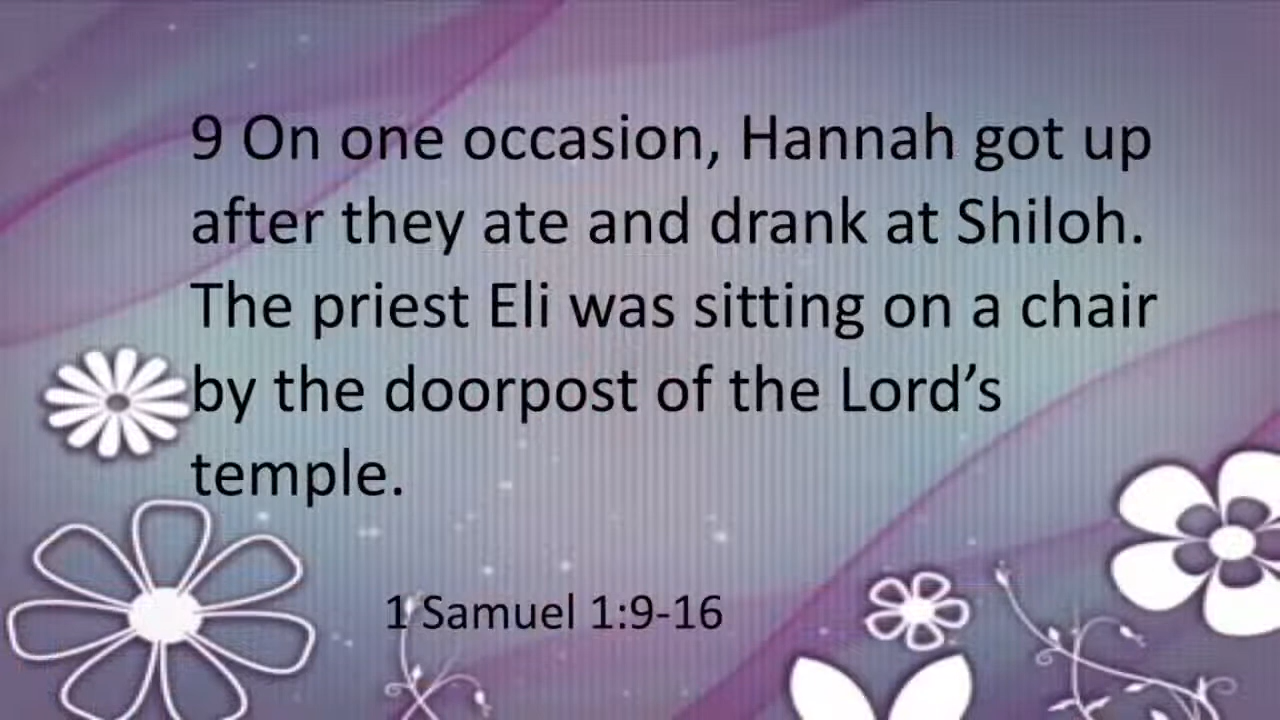 9 On one occasion, Hannah got up
after they ate and drank at Shiloh.
The priest Eli was sitting on a chair
by the doorpost of the Lord’s
temple.
1 Samuel 1:9-16